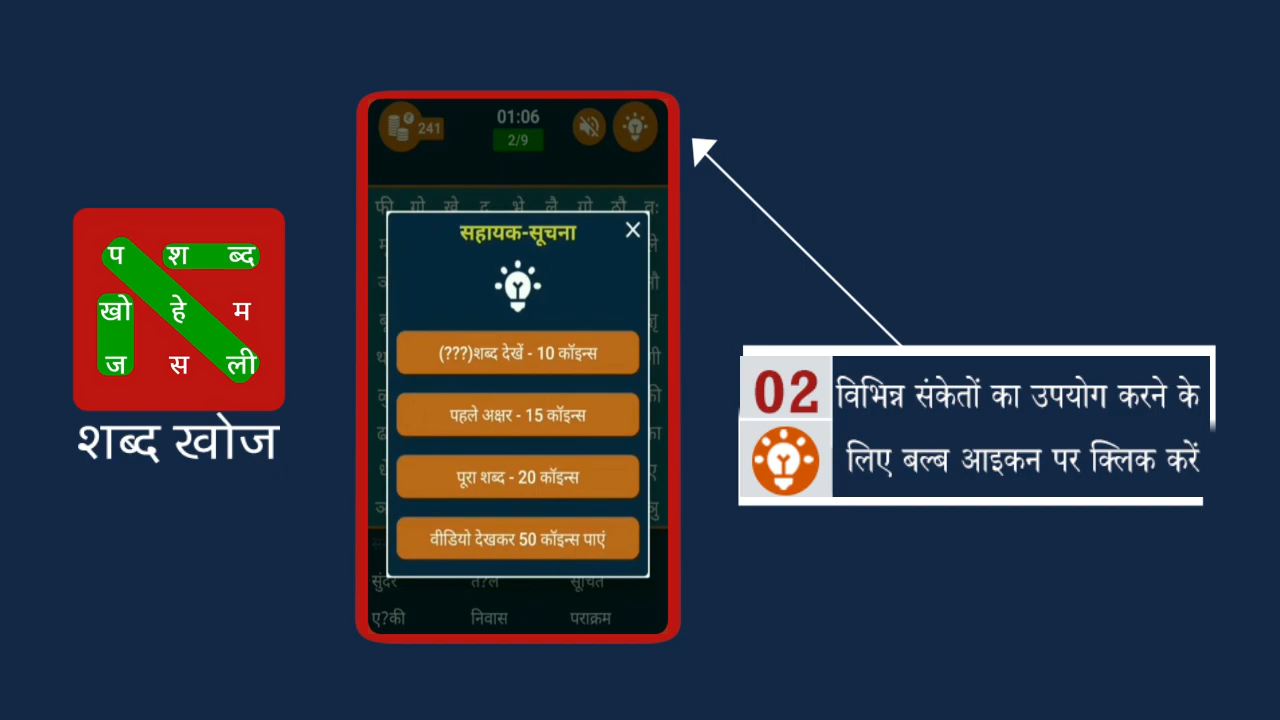 प श ब्द
खो हे म
ज स ली
शब्द खोज
241
01:06
2/9
फी गो खे द भे लै गो ठौ तः
सहायक-सूचना
(???)शब्द देखें - 10 कॉइन्स
पहले अक्षर - 15 कॉइन्स
पूरा शब्द - 20 कॉइन्स
वीडियो देखकर 50 कॉइन्स पाएं
सुंदर त?ल सूचित
ए?की निवास पराक्रम
02 विभिन्न संकेतों का उपयोग करने के
लिए बल्ब आइकन पर क्लिक करें